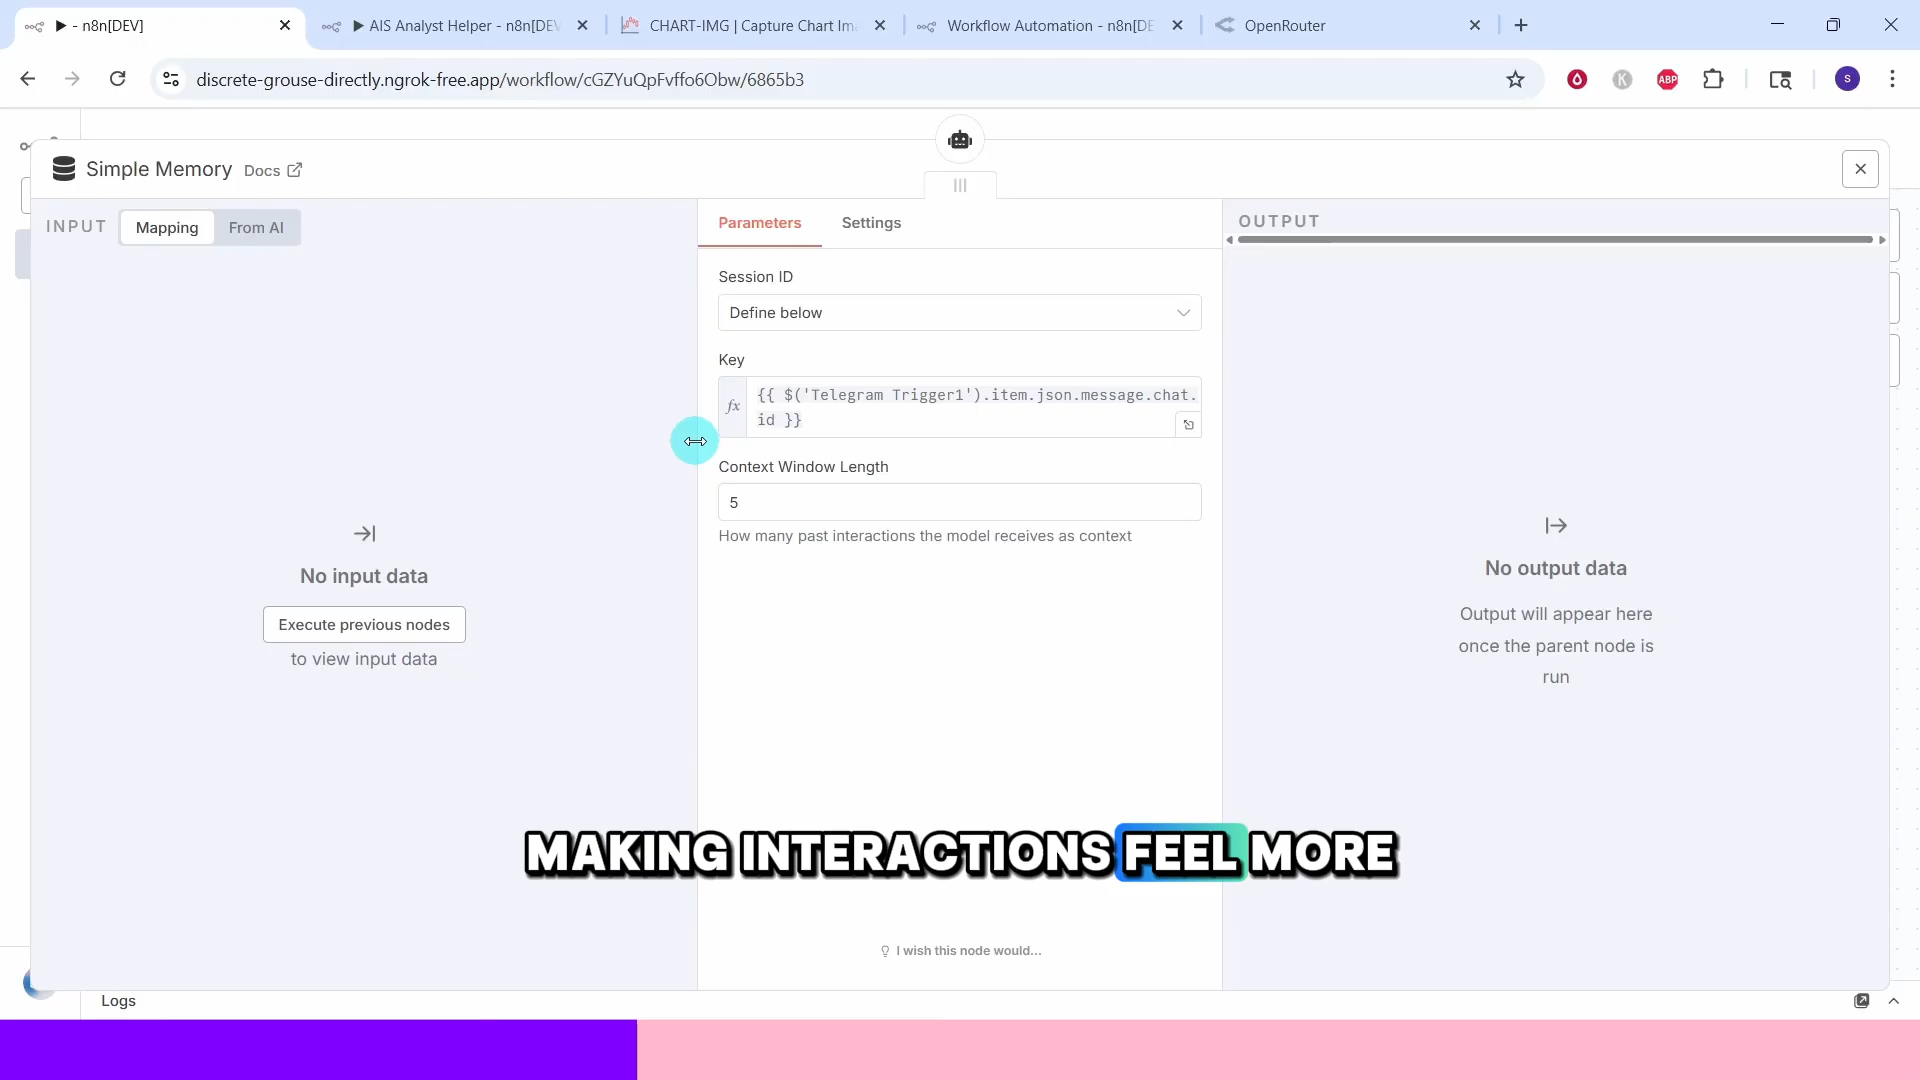 ▶ - n8n[DEV]
▶ AIS Analyst Helper - n8n[DEV
CHART-IMG | Capture Chart Ima
Workflow Automation - n8n[DE
OpenRouter
discrete-grouse-directly.ngrok-free.app/workflow/cGZYuQpFvffo6Obw/6865b3
K
ABP
S
Simple Memory
Docs
INPUT
Mapping
From AI
Parameters
Settings
OUTPUT
Session ID
Define below
Key
fx
{{ $('Telegram Trigger1').item.json.message.chat.
id }}
Context Window Length
5
How many past interactions the model receives as context
No input data
Execute previous nodes
to view input data
No output data
Output will appear here
once the parent node is
run
MAKING INTERACTIONS FEEL MORE
I wish this node would...
Logs